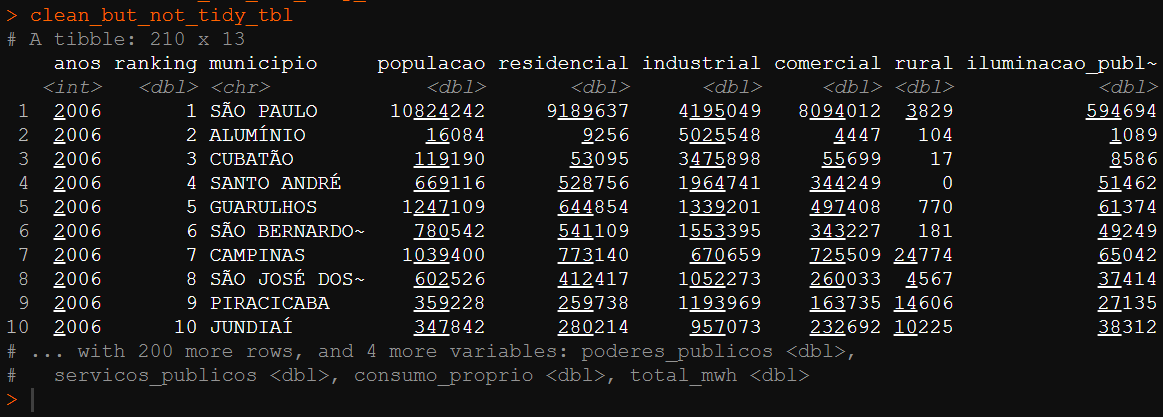 > clean_but_not_tidy_tbl
# A tibble: 210 x 13
anos ranking municipio populacao residencial industrial comercial rural iluminacao_publ~
<int> <dbl> <chr> <dbl> <dbl> <dbl> <dbl> <dbl> <dbl>
1 2006 1 SÃO PAULO 10824242 9189637 4195049 8094012 3829 594694
2 2006 2 ALUMÍNIO 16084 9256 5025548 4447 104 1089
3 2006 3 CUBATÃO 119190 53095 3475898 55699 17 8586
4 2006 4 SANTO ANDRÉ 669116 528756 1964741 344249 0 51462
5 2006 5 GUARULHOS 1247109 644854 1339201 497408 770 61374
6 2006 6 SÃO BERNARDO~ 780542 541109 1553395 343227 181 49249
7 2006 7 CAMPINAS 1039400 773140 670659 725509 24774 65042
8 2006 8 SÃO JOSÉ DOS~ 602526 412417 1052273 260033 4567 37414
9 2006 9 PIRACICABA 359228 259738 1193969 163735 14606 27135
10 2006 10 JUNDIAÍ 347842 280214 957073 232692 10225 38312
# ... with 200 more rows, and 4 more variables: poderes_publicos <dbl>,
# servicos_publicos <dbl>, consumo_proprio <dbl>, total_mwh <dbl>
>